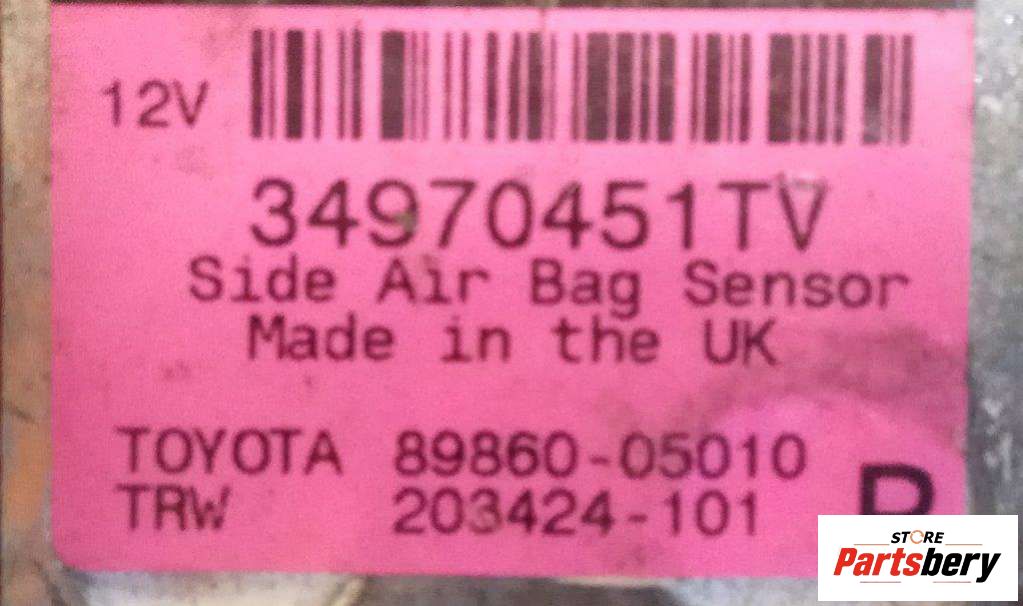 12V
34970451TV
Side Air Bag Sensor
Made in the UK
TOYOTA 89860-05010
TRW 203424-101
STORE
Partsbery